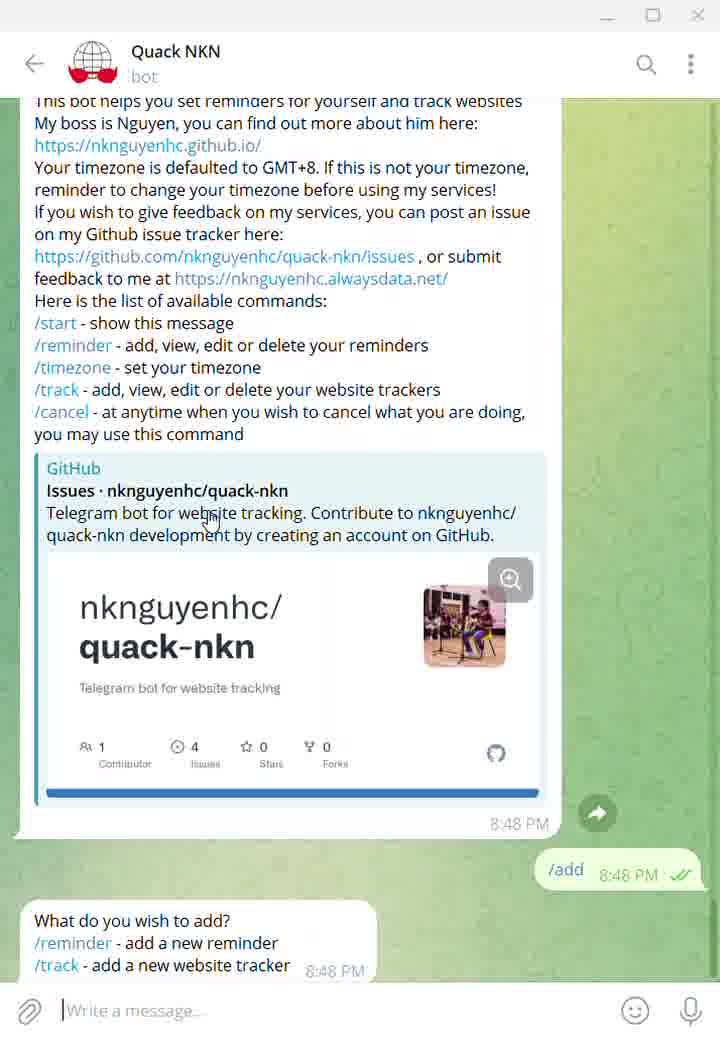 Quack NKN
bot
This bot helps you set reminders for yourself and track websites
My boss is Nguyen, you can find out more about him here:
https://nknguyenhc.github.io/
Your timezone is defaulted to GMT+8. If this is not your timezone,
reminder to change your timezone before using my services!
If you wish to give feedback on my services, you can post an issue
on my Github issue tracker here:
https://github.com/nknguyenhc/quack-nkn/issues , or submit
feedback to me at https://nknguyenhc.alwaysdata.net/
Here is the list of available commands:
/start - show this message
/reminder - add, view, edit or delete your reminders
/timezone - set your timezone
/track - add, view, edit or delete your website trackers
/cancel - at anytime when you wish to cancel what you are doing,
you may use this command
GitHub
Issues · nknguyenhc/quack-nkn
Telegram bot for website tracking. Contribute to nknguyenhc/
quack-nkn development by creating an account on GitHub.
nknguyenhc/
quack-nkn
Telegram bot for website tracking
1 4 0 0
Contributor Issues Stars Forks
8:48 PM
/add 8:48 PM
What do you wish to add?
/reminder - add a new reminder
/track - add a new website tracker 8:48 PM
Write a message...